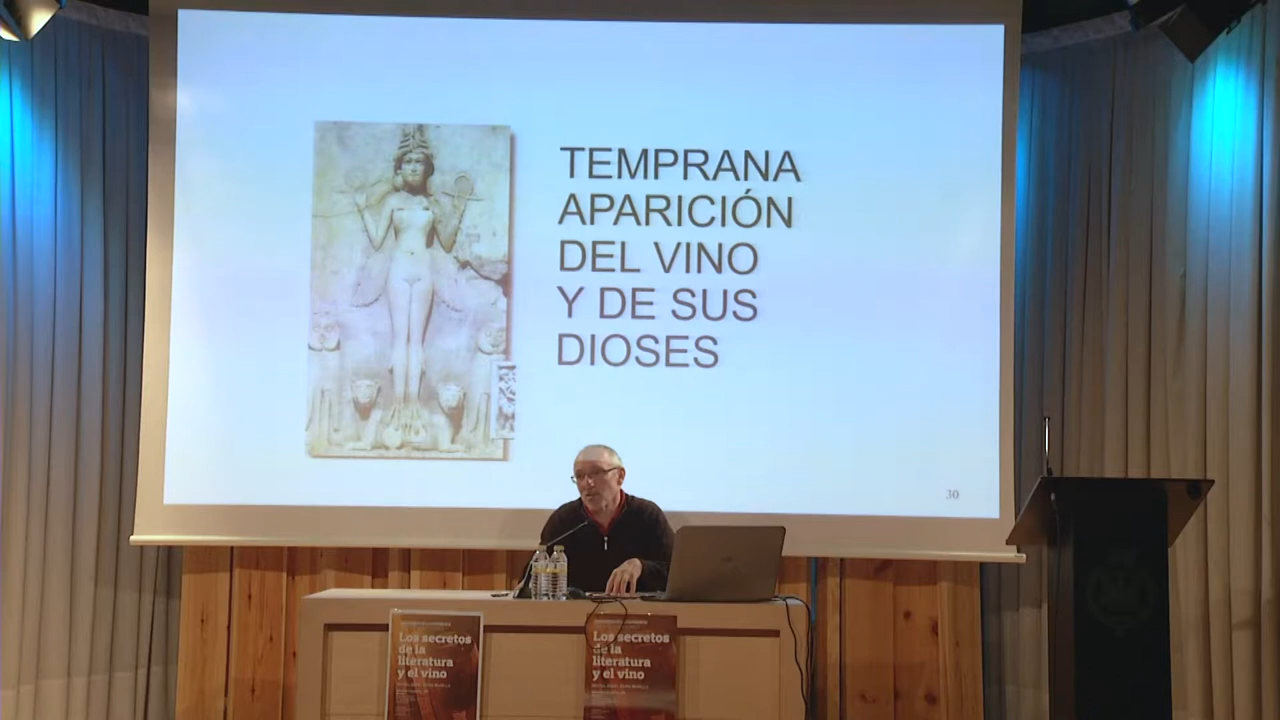 TEMPRANA
APARICIÓN
DEL VINO
Y DE SUS
DIOSES
30
Los secretos
de la
literatura
y el vino
Los secretos
de la
literatura
y el vino